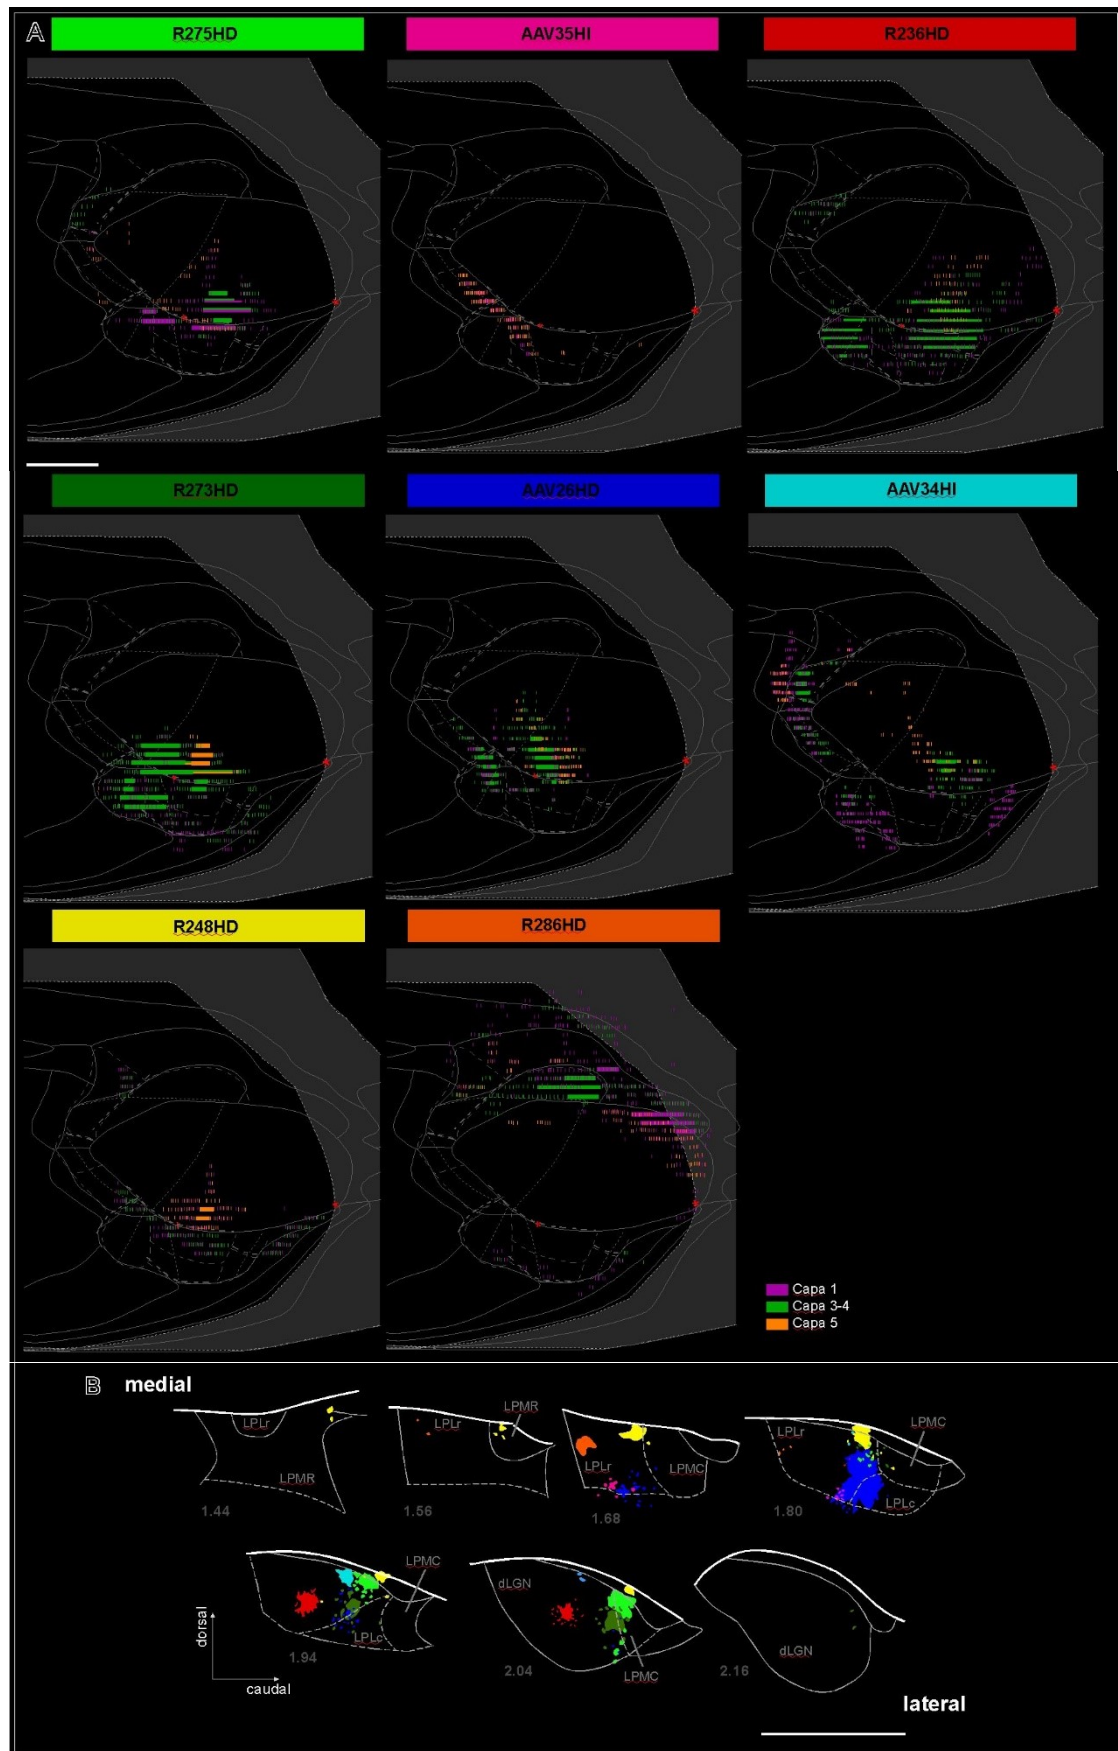 A
R275HD
AAV35HI
R236HD
R273HD
AAV26HD
AAV34HI
R248HD
R286HD
Capa 1
Capa 3-4
Capa 5
B medial
LPLr
LPMR
1.44
LPLr
LPMR
1.56
LPLr
LPMC
1.68
LPLr
LPMC
LPLc
1.80
LPMC
LPLc
1.94
dLGN
LPMC
2.04
dLGN
2.16
dorsal
caudal
lateral